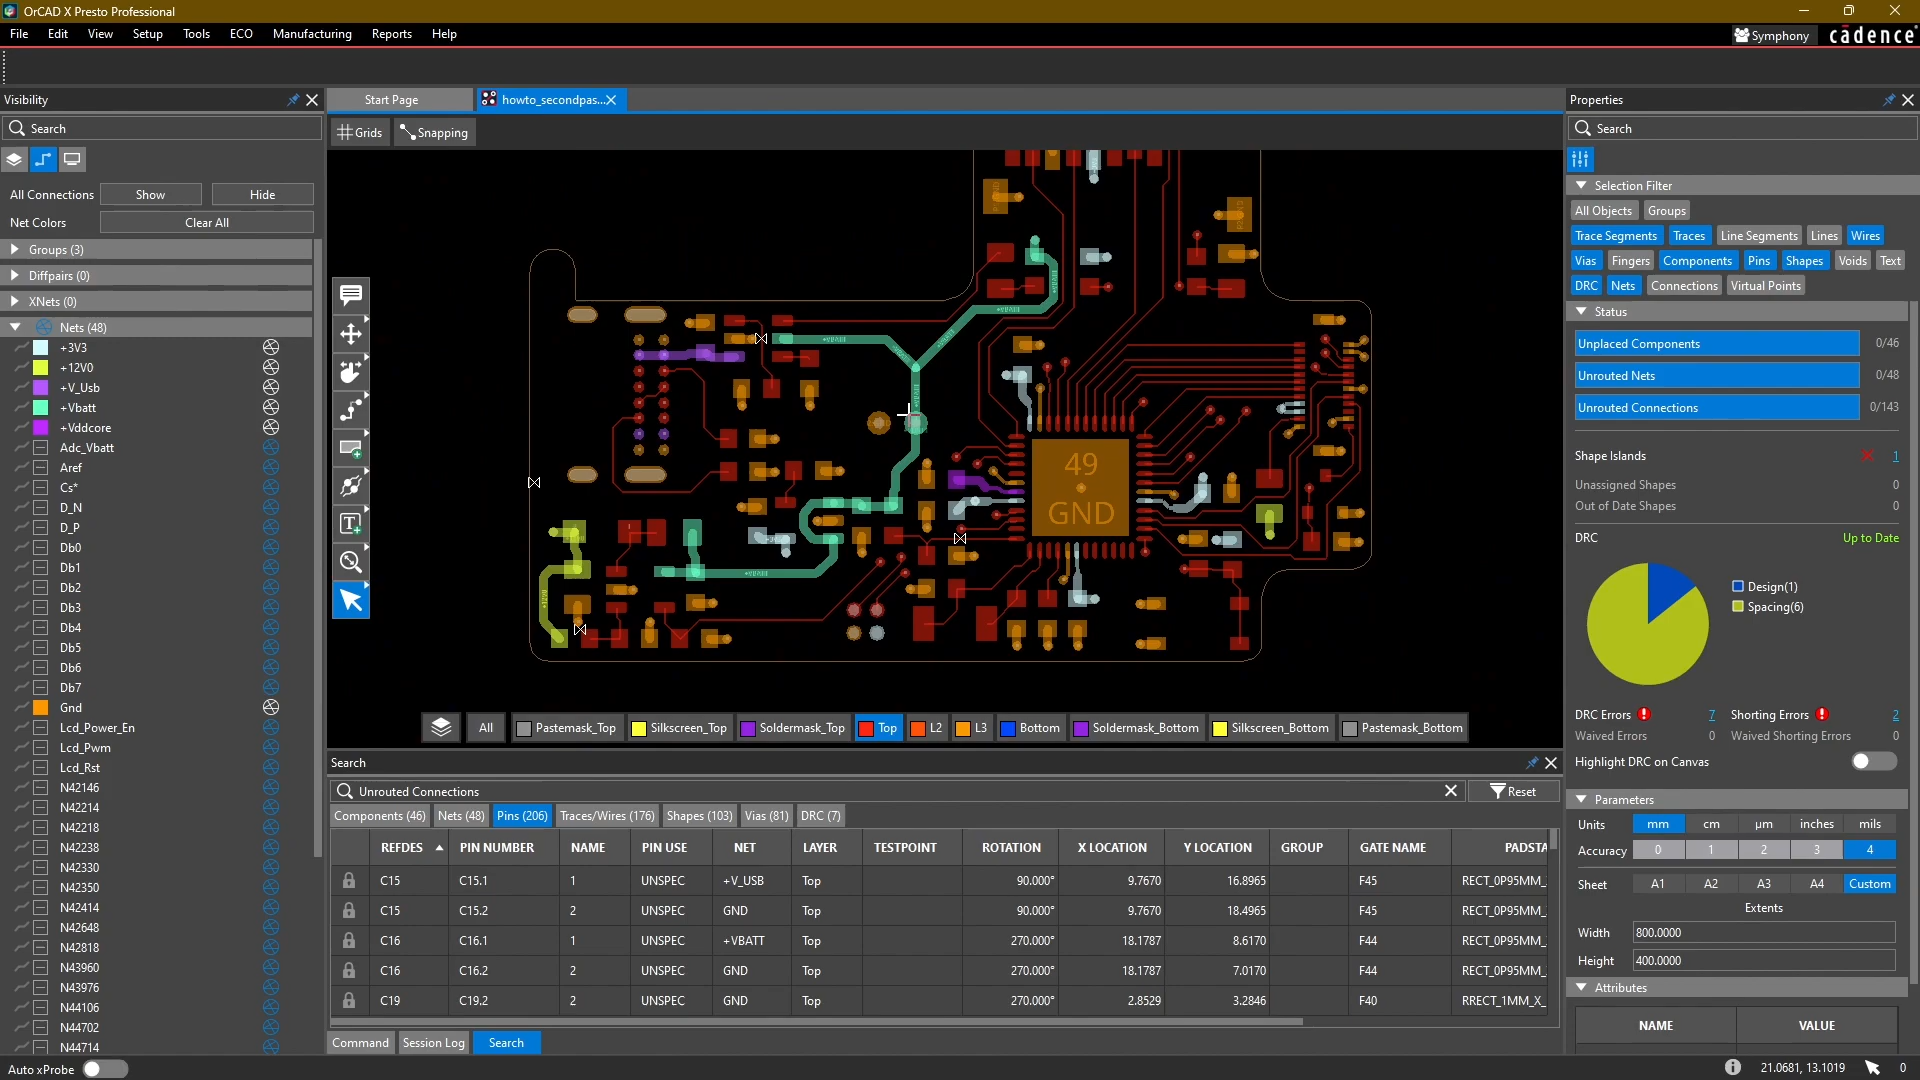 OrCAD X Presto Professional
File Edit View Setup Tools ECO Manufacturing Reports Help
Symphony cādence
Visibility
Search
All Connections Show Hide
Net Colors Clear All
Groups (3)
Diffpairs (0)
XNets (0)
Nets (48)
+3V3
+12V0
+V_Usb
+Vbatt
+Vddcore
Adc_Vbatt
Aref
Cs*
D_N
D_P
Db0
Db1
Db2
Db3
Db4
Db5
Db6
Db7
Gnd
Lcd_Power_En
Lcd_Pwm
Lcd_Rst
N42146
N42214
N42218
N42238
N42330
N42350
N42414
N42648
N42818
N43960
N43976
N44106
N44702
N44714
Auto xProbe
Start Page howto_secondpas...
Grids Snapping
49
GND
All Pastemask_Top Silkscreen_Top Soldermask_Top Top L2 L3 Bottom Soldermask_Bottom Silkscreen_Bottom Pastemask_Bottom
Search
Unrouted Connections Reset
Components (46) Nets (48) Pins (206) Traces/Wires (176) Shapes (103) Vias (81) DRC (7)
REFDES PIN NUMBER NAME PIN USE NET LAYER TESTPOINT ROTATION X LOCATION Y LOCATION GROUP GATE NAME PADSTA
C15 C15.1 1 UNSPEC +V_USB Top 90.000° 9.7670 16.8965 F45 RECT_0P95MM_
C15 C15.2 2 UNSPEC GND Top 90.000° 9.7670 18.4965 F45 RECT_0P95MM_
C16 C16.1 1 UNSPEC +VBATT Top 270.000° 18.1787 8.6170 F44 RECT_0P95MM_
C16 C16.2 2 UNSPEC GND Top 270.000° 18.1787 7.0170 F44 RECT_0P95MM_
C19 C19.2 2 UNSPEC GND Top 270.000° 2.8529 3.2846 F40 RRECT_1MM_X_
Command Session Log Search
Properties
Search
Selection Filter
All Objects Groups
Trace Segments Traces Line Segments Lines Wires
Vias Fingers Components Pins Shapes Voids Text
DRC Nets Connections Virtual Points
Status
Unplaced Components 0/46
Unrouted Nets 0/48
Unrouted Connections 0/143
Shape Islands 1
Unassigned Shapes 0
Out of Date Shapes 0
DRC Up to Date
Design(1)
Spacing(6)
DRC Errors 7 Shorting Errors 2
Waived Errors 0 Waived Shorting Errors 0
Highlight DRC on Canvas
Parameters
Units mm cm µm inches mils
Accuracy 0 1 2 3 4
Sheet A1 A2 A3 A4 Custom
Extents
Width 800.0000
Height 400.0000
Attributes
NAME VALUE
21.0681, 13.1019 0